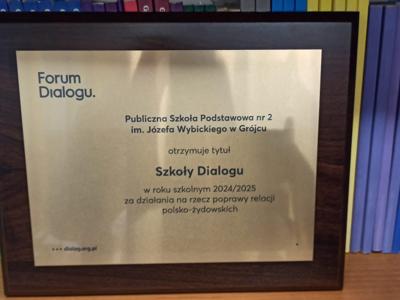 Forum
Dialogu.
Publiczna Szkoła Podstawowa nr 2
im. Józefa Wybickiego w Grójcu
otrzymuje tytuł
Szkoły Dialogu
w roku szkolnym 2024/2025
za działania na rzecz poprawy relacji
polsko-żydowskich
dialog.org.pl